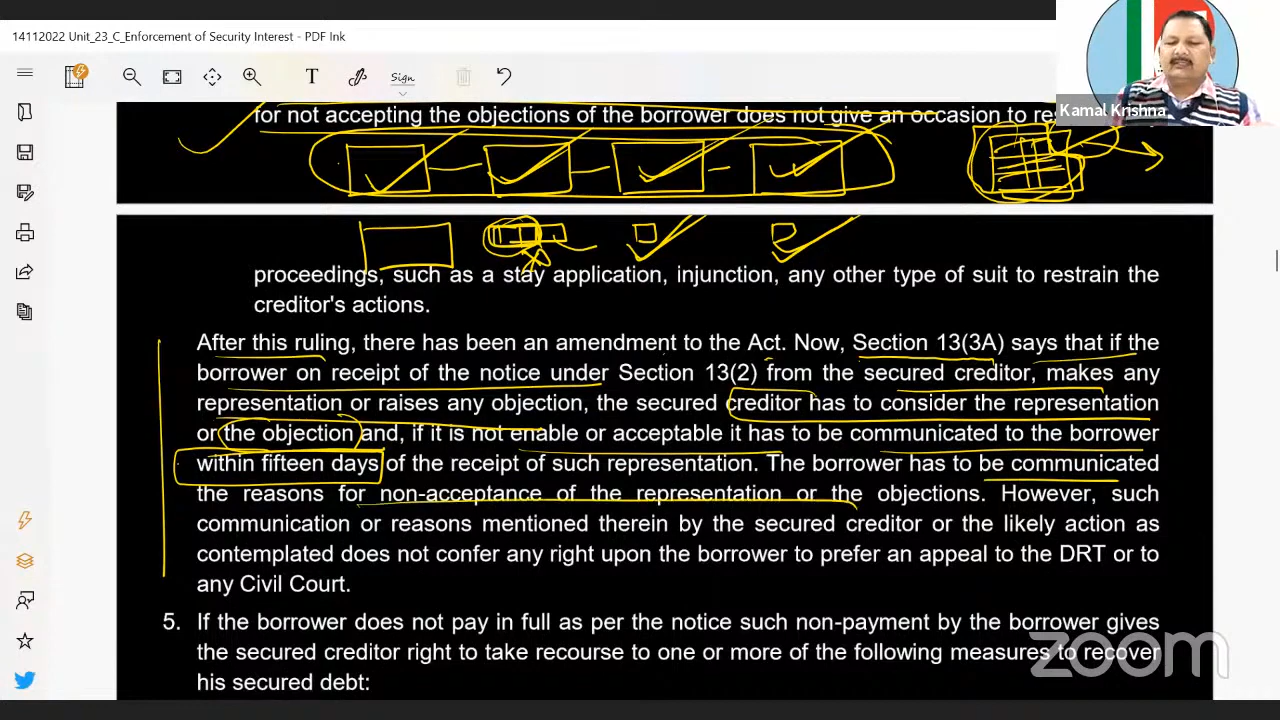 14112022 Unit_23_C_Enforcement of Security Interest - PDF Ink
T
Sign
Kamal Krishna
for not accepting the objections of the borrower does not give an occasion to
proceedings, such as a stay application, injunction, any other type of suit to restrain the
creditor's actions.
After this ruling, there has been an amendment to the Act. Now, Section 13(3A) says that if the
borrower on receipt of the notice under Section 13(2) from the secured creditor, makes any
representation or raises any objection, the secured creditor has to consider the representation
or the objection and, if it is not enable or acceptable it has to be communicated to the borrower
within fifteen days of the receipt of such representation. The borrower has to be communicated
the reasons for non-acceptance of the representation or the objections. However, such
communication or reasons mentioned therein by the secured creditor or the likely action as
contemplated does not confer any right upon the borrower to prefer an appeal to the DRT or to
any Civil Court.
5. If the borrower does not pay in full as per the notice such non-payment by the borrower gives
the secured creditor right to take recourse to one or more of the following measures to recover
his secured debt:
zoom